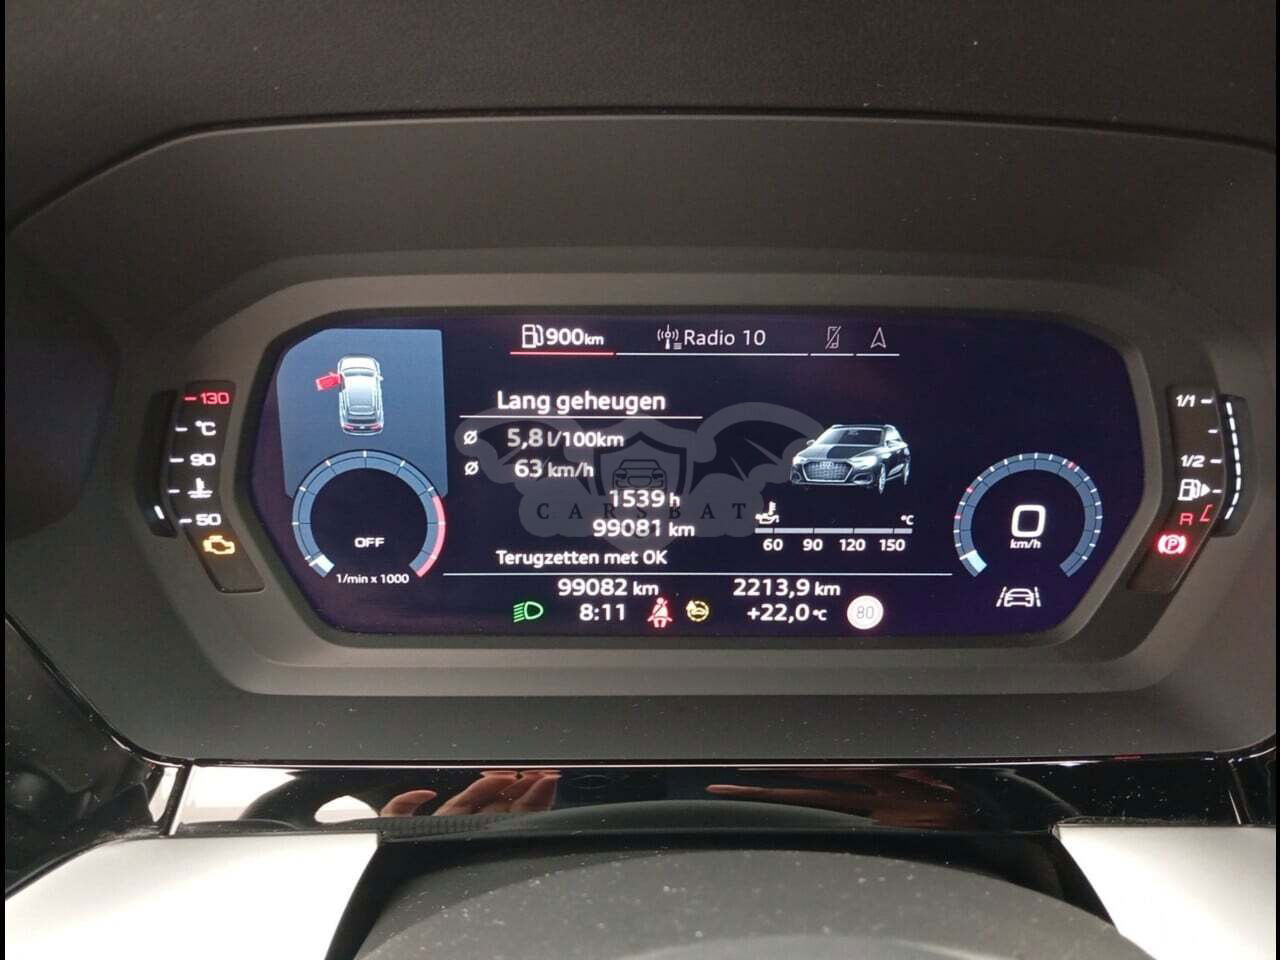 900km Radio 10
Lang geheugen
Ø 5,8 l/100km
Ø 63 km/h
1539 h
99081 km
Terugzetten met OK
99082 km 2213,9 km
8:11 +22,0 °C 80
130
°C
90
50
OFF
1/min x 1000
°C
60 90 120 150
0
km/h
1/1
1/2
R
P
CARSBAT